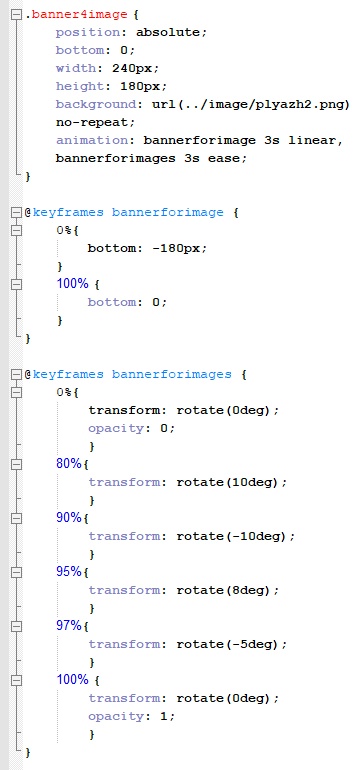 .banner4image {
position: absolute;
bottom: 0;
width: 240px;
height: 180px;
background: url(../image/plyazh2.png)
no-repeat;
animation: bannerforimage 3s linear,
bannerforimages 3s ease;
}
@keyframes bannerforimage {
0%{
bottom: -180px;
}
100% {
bottom: 0;
}
}
@keyframes bannerforimages {
0%{
transform: rotate(0deg);
opacity: 0;
}
80%{
transform: rotate(10deg);
}
90%{
transform: rotate(-10deg);
}
95%{
transform: rotate(8deg);
}
97%{
transform: rotate(-5deg);
}
100% {
transform: rotate(0deg);
opacity: 1;
}
}